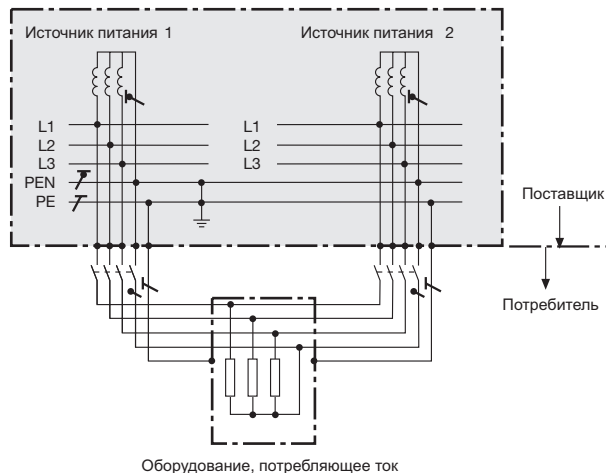 Источник питания 1
Источник питания 2
L1
L2
L3
PEN
PE
L1
L2
L3
Поставщик
Потребитель
Оборудование, потребляющее ток